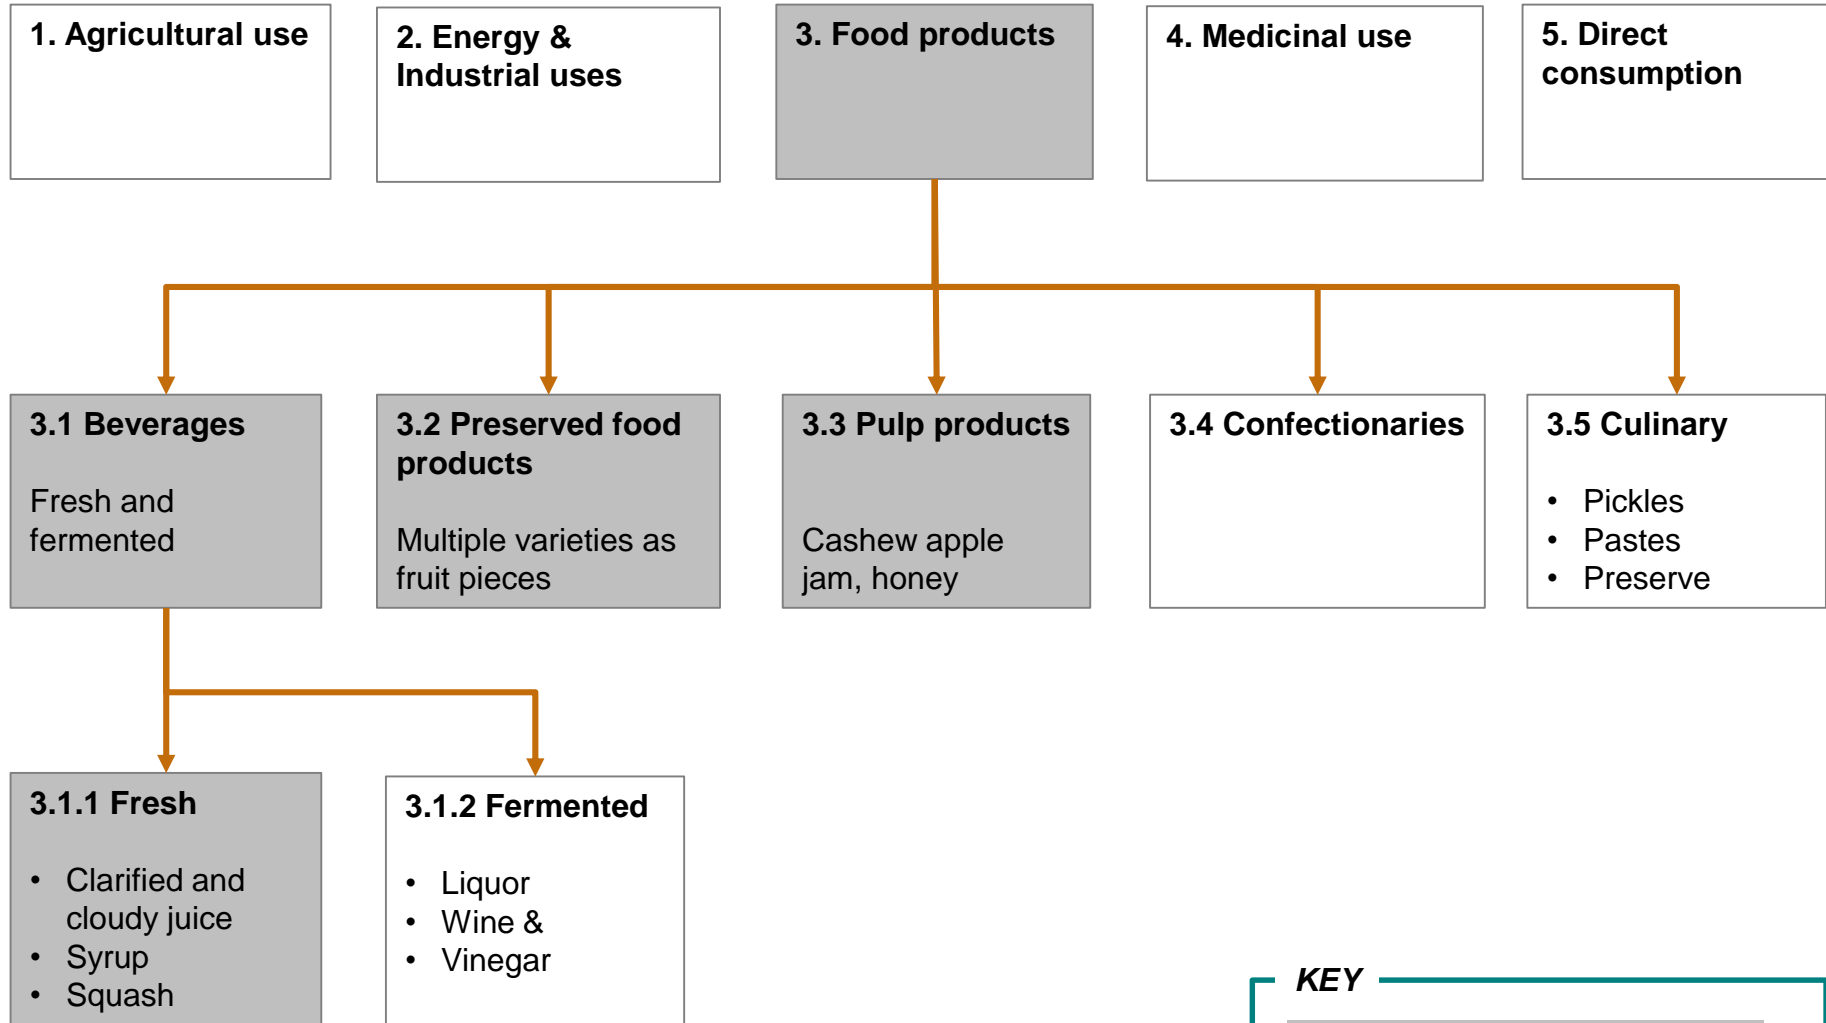 1. Agricultural use
2. Energy &
Industrial uses
3. Food products
4. Medicinal use
5. Direct
consumption
3.1 Beverages
Fresh and
fermented
3.2 Preserved food
products
Multiple varieties as
fruit pieces
3.3 Pulp products
Cashew apple
jam, honey
3.4 Confectionaries
3.5 Culinary
• Pickles
• Pastes
• Preserve
3.1.1 Fresh
• Clarified and
cloudy juice
• Syrup
• Squash
3.1.2 Fermented
• Liquor
• Wine &
• Vinegar
KEY